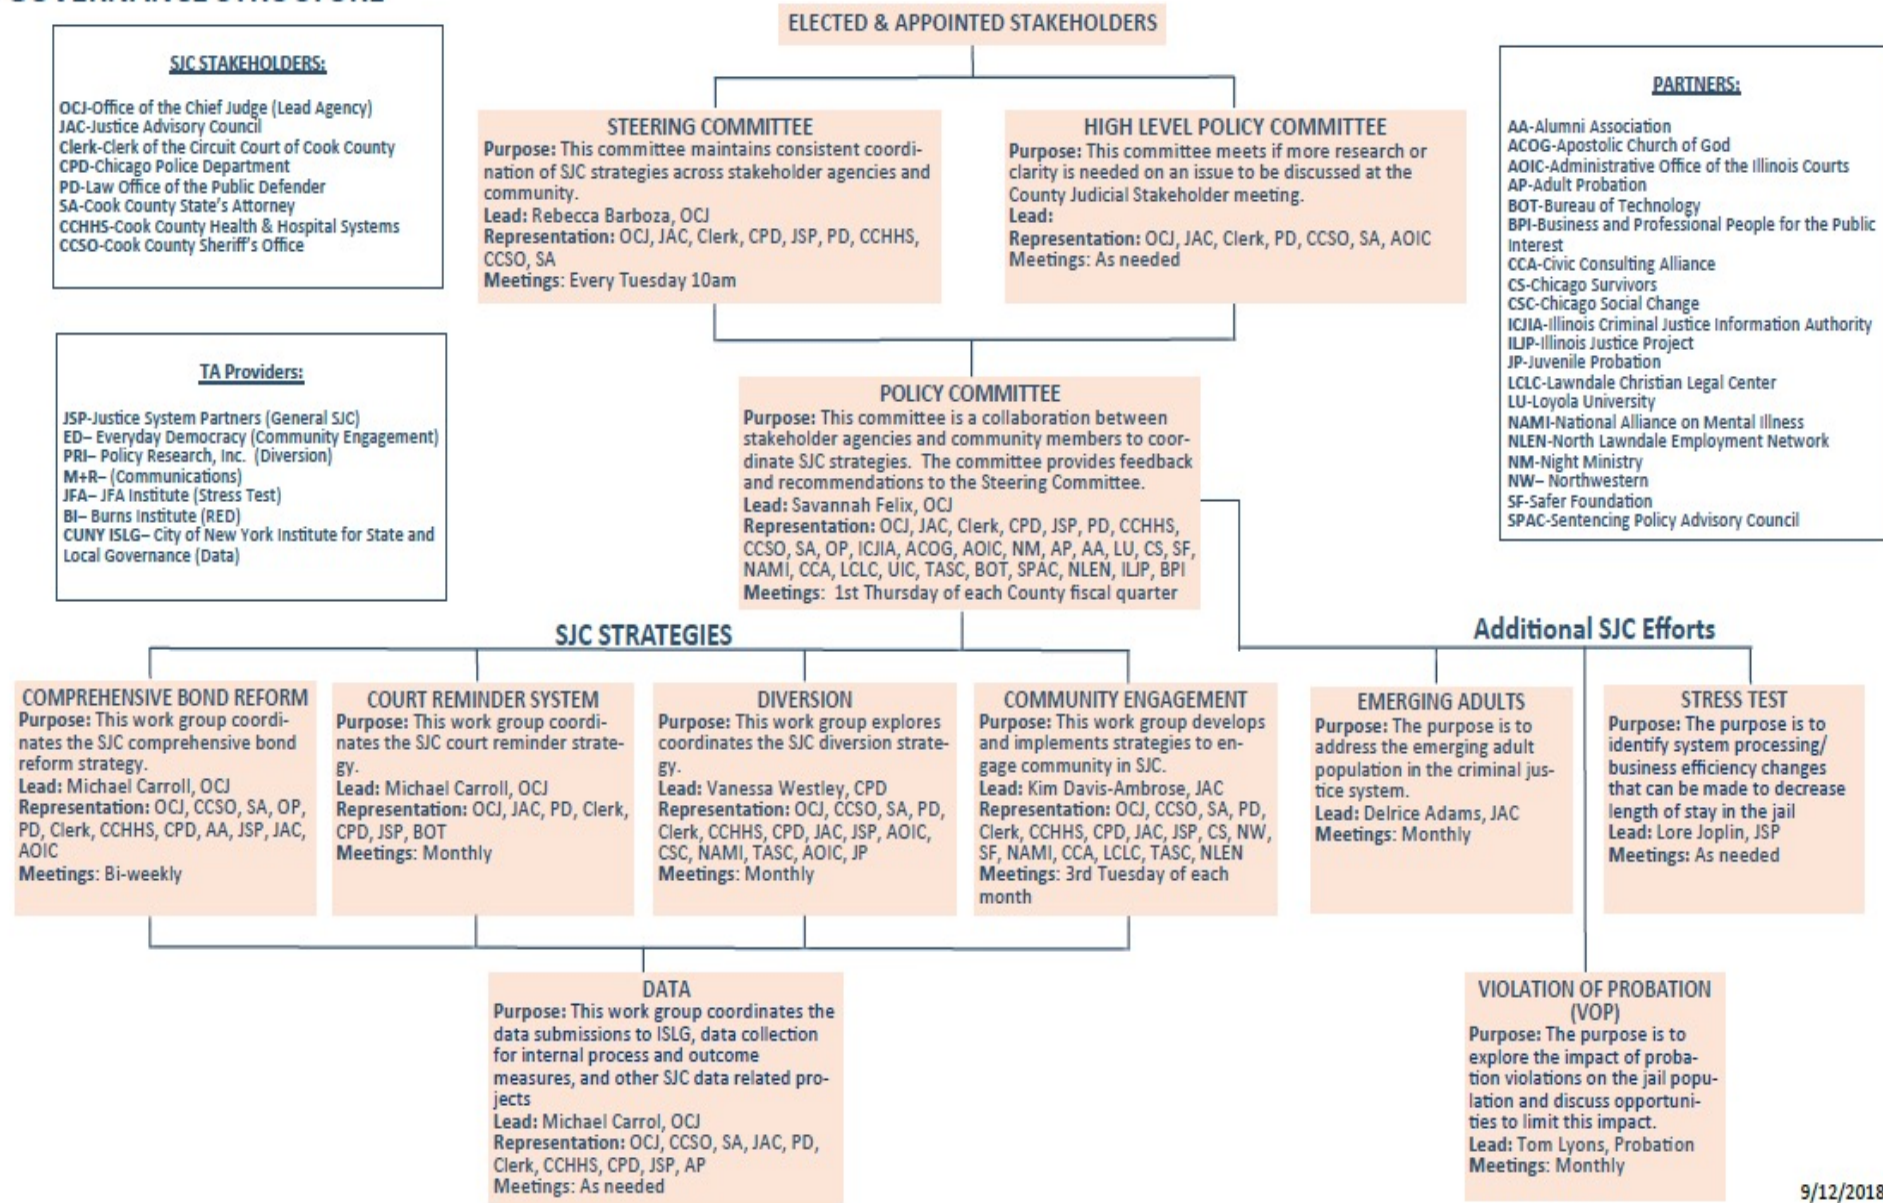 ELECTED & APPOINTED STAKEHOLDERS
SJC STAKEHOLDERS:
OCJ-Office of the Chief Judge (Lead Agency)
JAC-Justice Advisory Council
Clerk-Clerk of the Circuit Court of Cook County
CPD-Chicago Police Department
PD-Law Office of the Public Defender
SA-Cook County State's Attorney
CCHHS-Cook County Health & Hospital Systems
CCSO-Cook County Sheriff's Office
STEERING COMMITTEE
Purpose: This committee maintains consistent coordi-
nation of SJC strategies across stakeholder agencies and
community.
Lead: Rebecca Barboza, OCJ
Representation: OCJ, JAC, Clerk, CPD, JSP, PD, CCHHS,
CCSO, SA
Meetings: Every Tuesday 10am
HIGH LEVEL POLICY COMMITTEE
Purpose: This committee meets if more research or
clarity is needed on an issue to be discussed at the
County Judicial Stakeholder meeting.
Lead:
Representation: OCJ, JAC, Clerk, PD, CCSO, SA, AOIC
Meetings: As needed
PARTNERS:
AA-Alumni Association
ACOG-Apostolic Church of God
AOIC-Administrative Office of the Illinois Courts
AP-Adult Probation
BOT-Bureau of Technology
BPI-Business and Professional People for the Public
Interest
CCA-Civic Consulting Alliance
CS-Chicago Survivors
CSC-Chicago Social Change
ICJIA-Illinois Criminal Justice Information Authority
ILJP-Illinois Justice Project
JP-Juvenile Probation
LCLC-Lawndale Christian Legal Center
LU-Loyola University
NAMI-National Alliance on Mental Illness
NLEN-North Lawndale Employment Network
NM-Night Ministry
NW– Northwestern
SF-Safer Foundation
SPAC-Sentencing Policy Advisory Council
TA Providers:
JSP-Justice System Partners (General SJC)
ED– Everyday Democracy (Community Engagement)
PRI– Policy Research, Inc.  (Diversion)
M+R– (Communications)
JFA– JFA Institute (Stress Test)
BI– Burns Institute (RED)
CUNY ISLG– City of New York Institute for State and
Local Governance (Data)
POLICY COMMITTEE
Purpose: This committee is a collaboration between
stakeholder agencies and community members to coor-
dinate SJC strategies.  The committee provides feedback
and recommendations to the Steering Committee.
Lead: Savannah Felix, OCJ
Representation: OCJ, JAC, Clerk, CPD, JSP, PD, CCHHS,
CCSO, SA, OP, ICJIA, ACOG, AOIC, NM, AP, AA, LU, CS, SF,
NAMI, CCA, LCLC, UIC, TASC, BOT, SPAC, NLEN, ILJP, BPI
Meetings:  1st Thursday of each County fiscal quarter
SJC STRATEGIES
Additional SJC Efforts
COMPREHENSIVE BOND REFORM
Purpose: This work group coordi-
nates the SJC comprehensive bond
reform strategy.
Lead: Michael Carroll, OCJ
Representation: OCJ, CCSO, SA, OP,
PD, Clerk, CCHHS, CPD, AA, JSP, JAC,
AOIC
Meetings: Bi-weekly
COURT REMINDER SYSTEM
Purpose: This work group coordi-
nates the SJC court reminder strate-
gy.
Lead: Michael Carroll, OCJ
Representation: OCJ, JAC, PD, Clerk,
CPD, JSP, BOT
Meetings: Monthly
DIVERSION
Purpose: This work group explores
coordinates the SJC diversion strate-
gy.
Lead: Vanessa Westley, CPD
Representation: OCJ, CCSO, SA, PD,
Clerk, CCHHS, CPD, JAC, JSP, AOIC,
CSC, NAMI, TASC, AOIC, JP
Meetings: Monthly
COMMUNITY ENGAGEMENT
Purpose: This work group develops
and implements strategies to en-
gage community in SJC.
Lead: Kim Davis-Ambrose, JAC
Representation: OCJ, CCSO, SA, PD,
Clerk, CCHHS, CPD, JAC, JSP, CS, NW,
SF, NAMI, CCA, LCLC, TASC, NLEN
Meetings: 3rd Tuesday of each
month
EMERGING ADULTS
Purpose: The purpose is to
address the emerging adult
population in the criminal jus-
tice system.
Lead: Delrice Adams, JAC
Meetings: Monthly
STRESS TEST
Purpose: The purpose is to
identify system processing/
business efficiency changes
that can be made to decrease
length of stay in the jail
Lead: Lore Joplin, JSP
Meetings: As needed
DATA
Purpose: This work group coordinates the
data submissions to ISLG, data collection
for internal process and outcome
measures, and other SJC data related pro-
jects
Lead: Michael Carrol, OCJ
Representation: OCJ, CCSO, SA, JAC, PD,
Clerk, CCHHS, CPD, JSP, AP
Meetings: As needed
VIOLATION OF PROBATION
(VOP)
Purpose: The purpose is to
explore the impact of proba-
tion violations on the jail popu-
lation and discuss opportuni-
ties to limit this impact.
Lead: Tom Lyons, Probation
Meetings: Monthly
9/12/2018